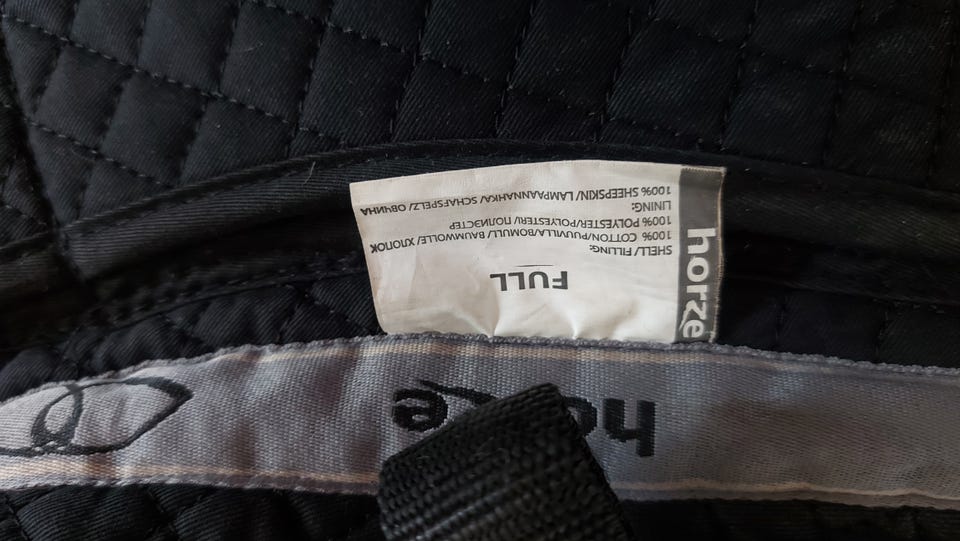 horze
horze
FULL
SHELL/ FILLING:
100% COTTON/PUUVILLA/BOMULL/ BAUMWOLLE/ ХЛОПОК
100% POLYESTER/POLYESTERI/ ПОЛИЭСТЕР
LINING:
100% SHEEPSKIN/ LAMPAANNAHKA/ SCHAFSPELZ/ ОВЧИНА